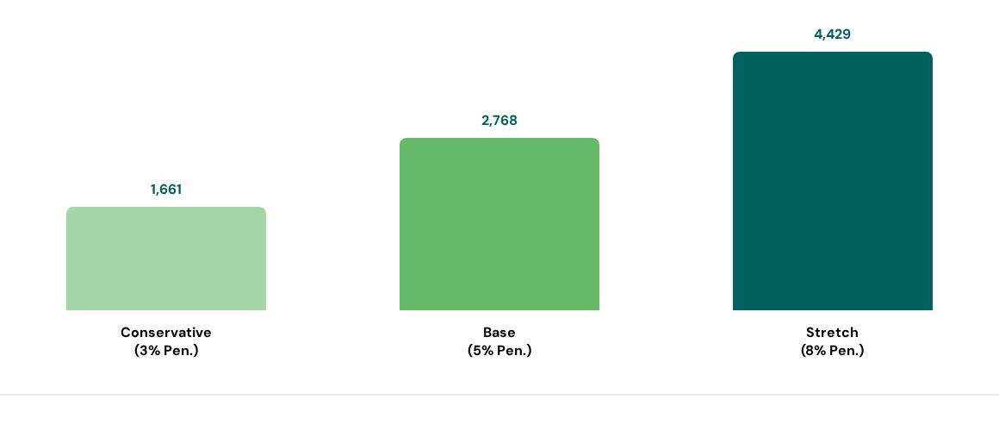 4,429
2,768
1,661
Conservative
(3% Pen.)
Base
(5% Pen.)
Stretch
(8% Pen.)